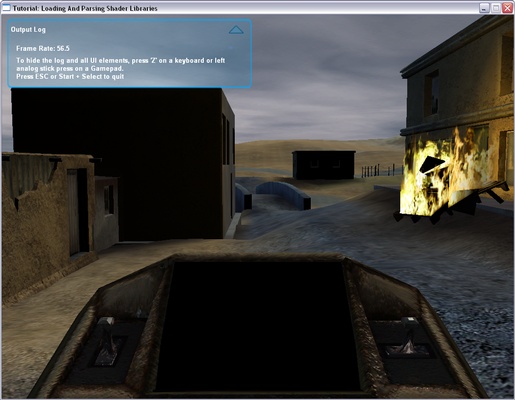 Tutorial: Loading And Parsing Shader Libraries
Output Log
Frame Rate: 56.5
To hide the log and all UI elements, press 'Z' on a keyboard or left
analog stick press on a Gamepad.
Press ESC or Start + Select to quit